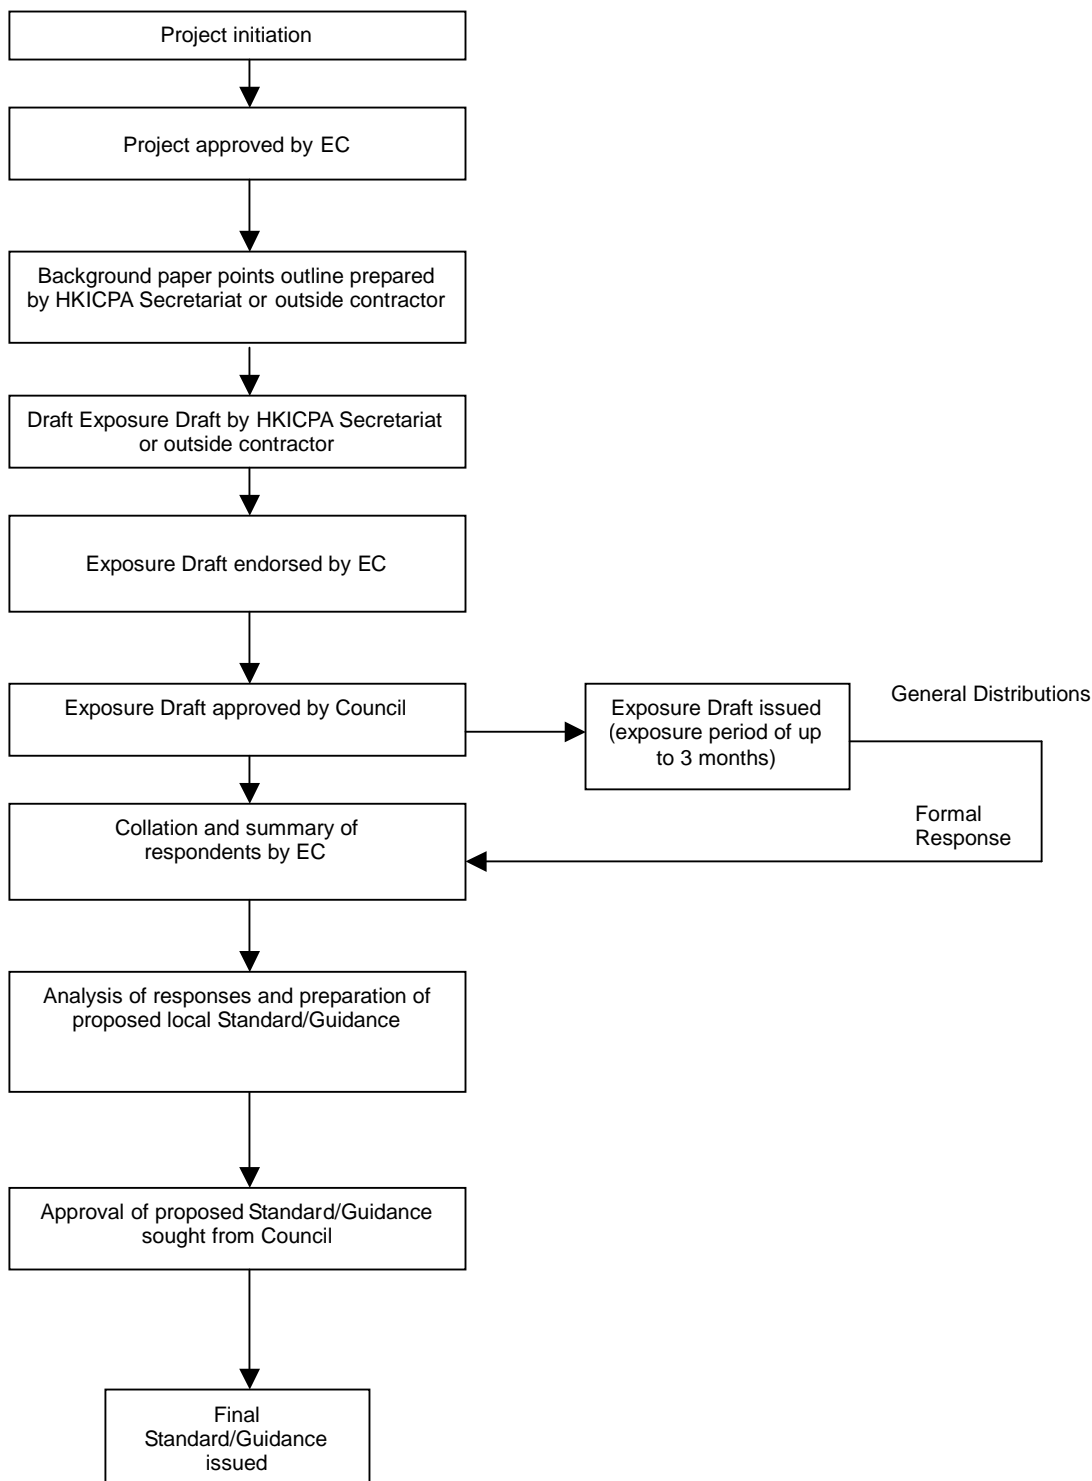 Project initiation
Project approved by EC
Background paper points outline prepared
by HKICPA Secretariat or outside contractor
Draft Exposure Draft by HKICPA Secretariat
or outside contractor
Exposure Draft endorsed by EC
Exposure Draft approved by Council
Exposure Draft issued
(exposure period of up
to 3 months)
General Distributions
Formal
Response
Collation and summary of
respondents by EC
Analysis of responses and preparation of
proposed local Standard/Guidance
Approval of proposed Standard/Guidance
sought from Council
Final
Standard/Guidance
issued